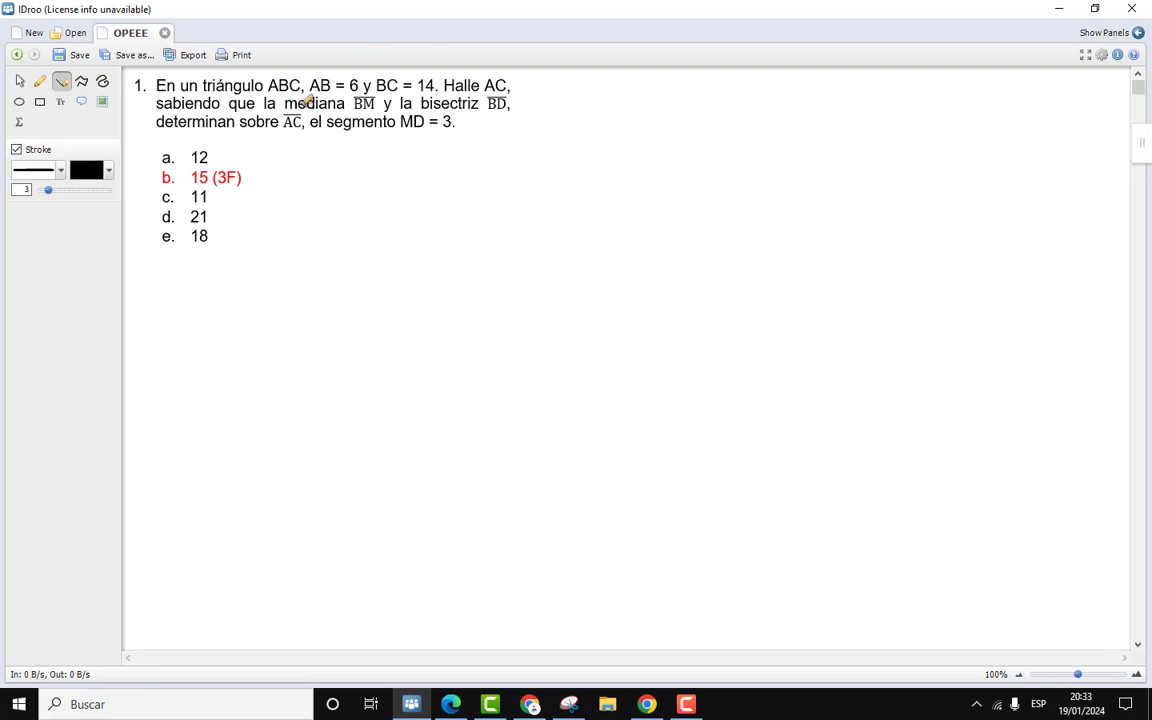 IDroo (License info unavailable)
New Open OPEEE Show Panels
Save Save as... Export Print
Tr
Σ
Stroke
3
1. En un triángulo ABC, AB = 6 y BC = 14. Halle AC,
sabiendo que la mediana BM y la bisectriz BD,
determinan sobre AC, el segmento MD = 3.
a. 12
b. 15 (3F)
c. 11
d. 21
e. 18
In: 0 B/s, Out: 0 B/s 100%
Buscar ESP 20:33
19/01/2024